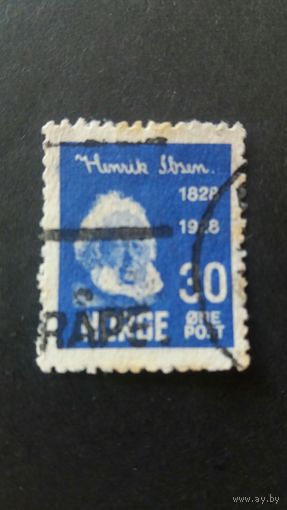 Henrik Ibsen.
1828
1928
30
ØRE
POST
NORGE
www.ay.by